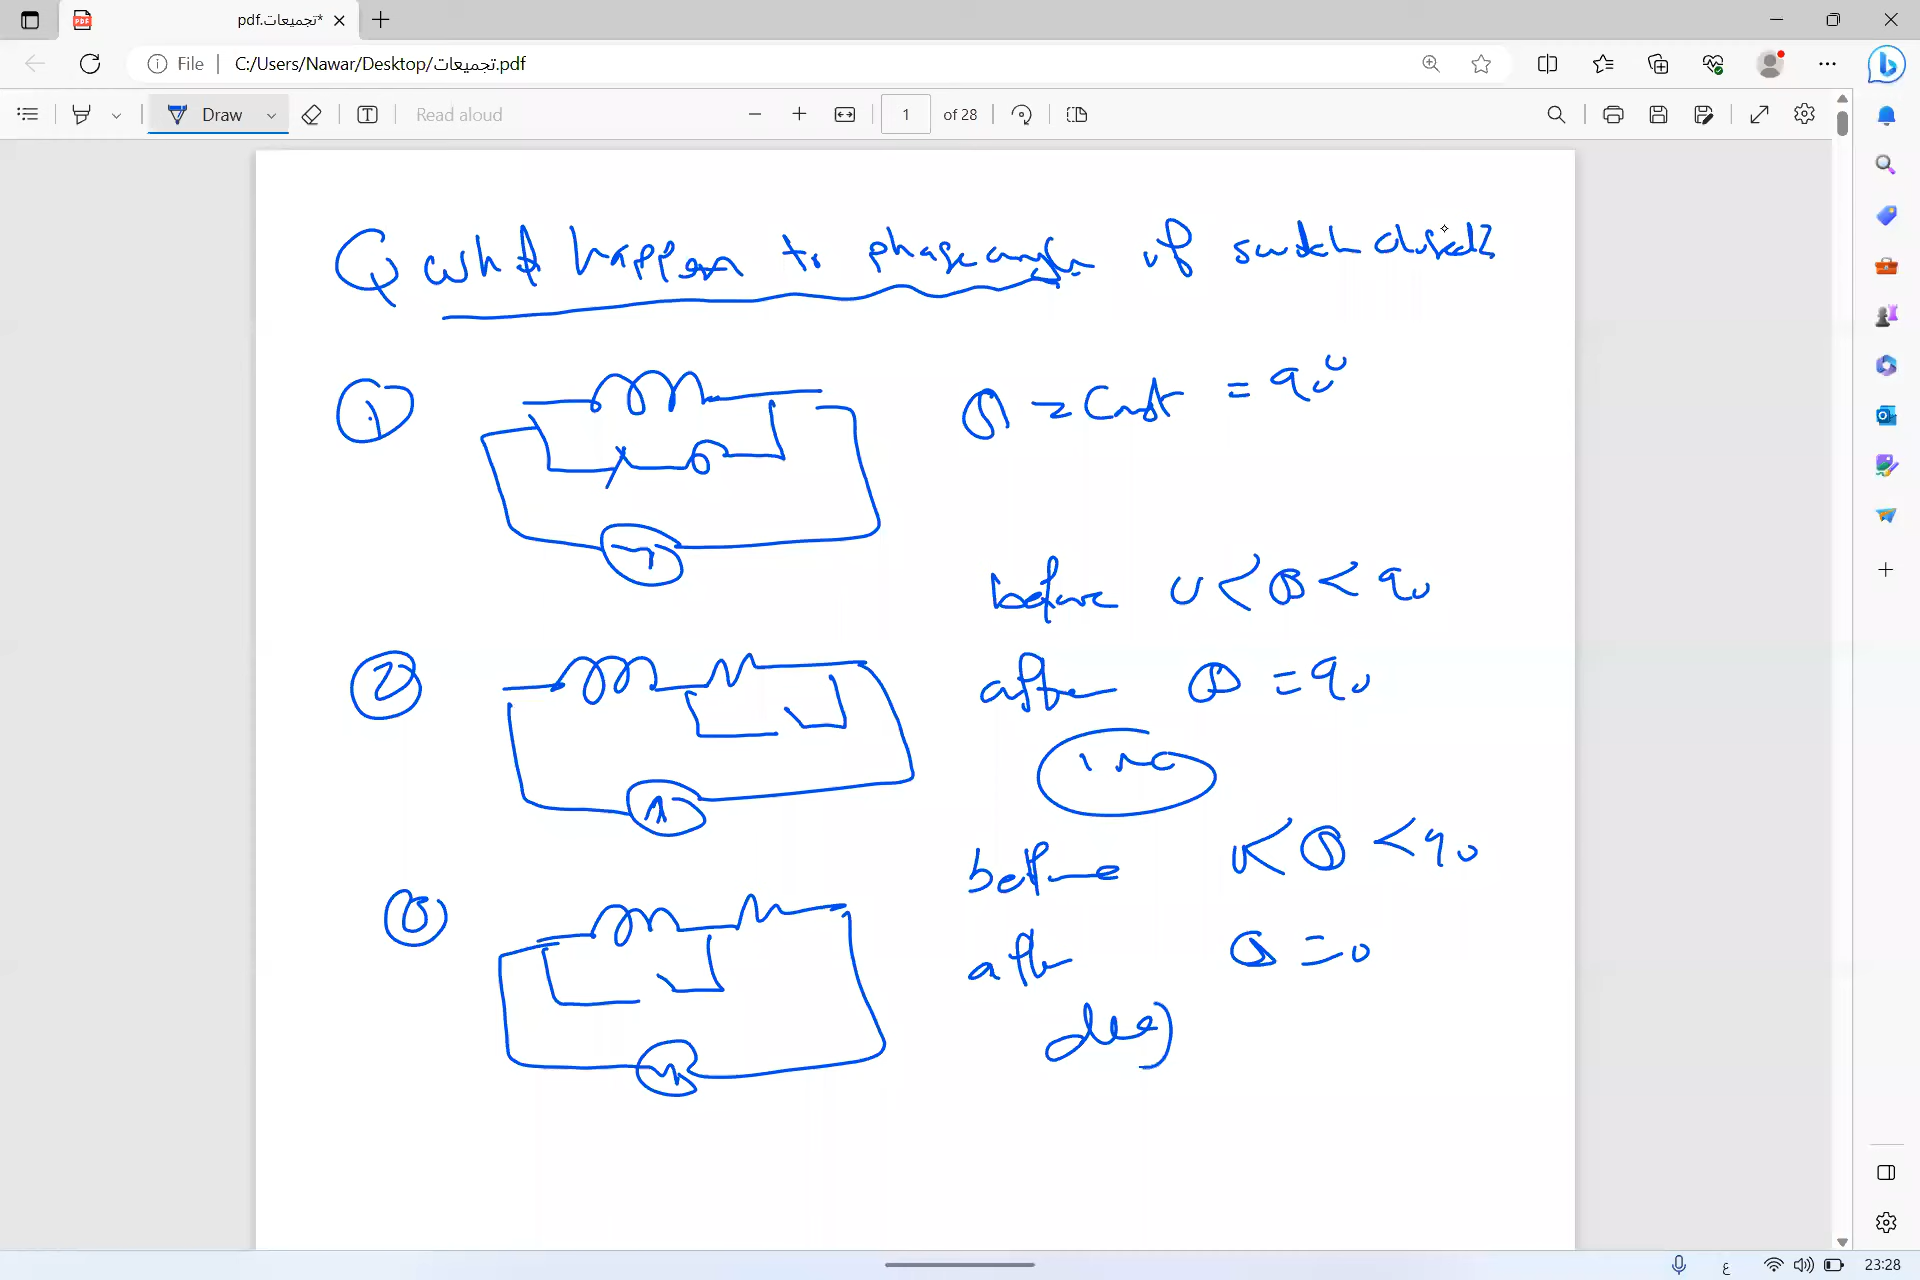 تجميعات.pdf*
File C:/Users/Nawar/Desktop/تجميعات.pdf
Draw Read aloud 1 of 28
Q what happen to phase angle if switch closed?
1 θ = Const = 90°
before 0 < θ < 90
2 after θ = 90
inc
before 0 < θ < 90
3 after θ = 0
decr
23:28